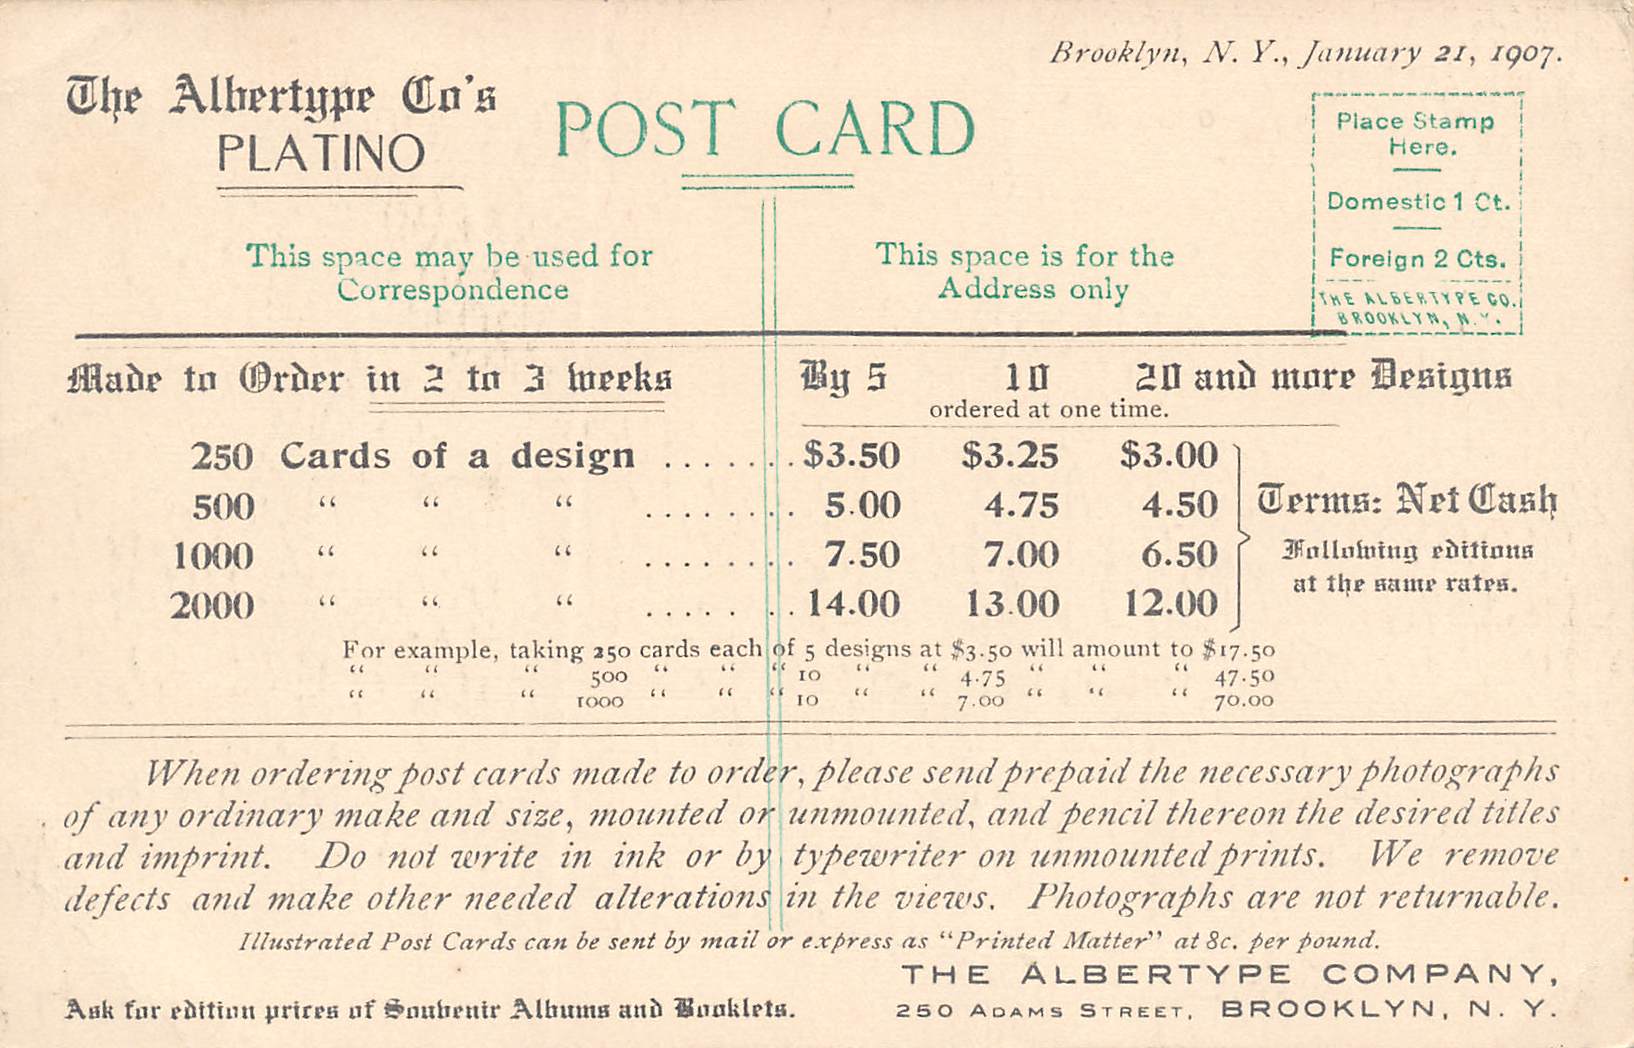 Brooklyn, N. Y., January 21, 1907.
The Albertype Co's
PLATINO
POST CARD
Place Stamp
Here.
Domestic 1 Ct.
Foreign 2 Cts.
THE ALBERTYPE CO.
BROOKLYN, N. Y.
This space may be used for
Correspondence
This space is for the
Address only
Made to Order in 2 to 3 weeks
By 5 10 20 and more Designs
ordered at one time.
250 Cards of a design ....... $3.50 $3.25 $3.00
500 “ “ “ ......... 5.00 4.75 4.50
1000 “ “ “ ......... 7.50 7.00 6.50
2000 “ “ “ ..... .. 14.00 13.00 12.00
Terms: Net Cash
Following editions
at the same rates.
For example, taking 250 cards each of 5 designs at $3.50 will amount to $17.50
“ “ “ 500 “ “ “ 10 “ “ 4.75 “ “ “ 47.50
“ “ “ 1000 “ “ “ 10 “ “ 7.00 “ “ “ 70.00
When ordering post cards made to order, please send prepaid the necessary photographs
of any ordinary make and size, mounted or unmounted, and pencil thereon the desired titles
and imprint. Do not write in ink or by typewriter on unmounted prints. We remove
defects and make other needed alterations in the views. Photographs are not returnable.
Illustrated Post Cards can be sent by mail or express as “Printed Matter” at 8c. per pound.
THE ALBERTYPE COMPANY,
Ask for edition prices of Souvenir Albums and Booklets.
250 ADAMS STREET, BROOKLYN, N. Y.